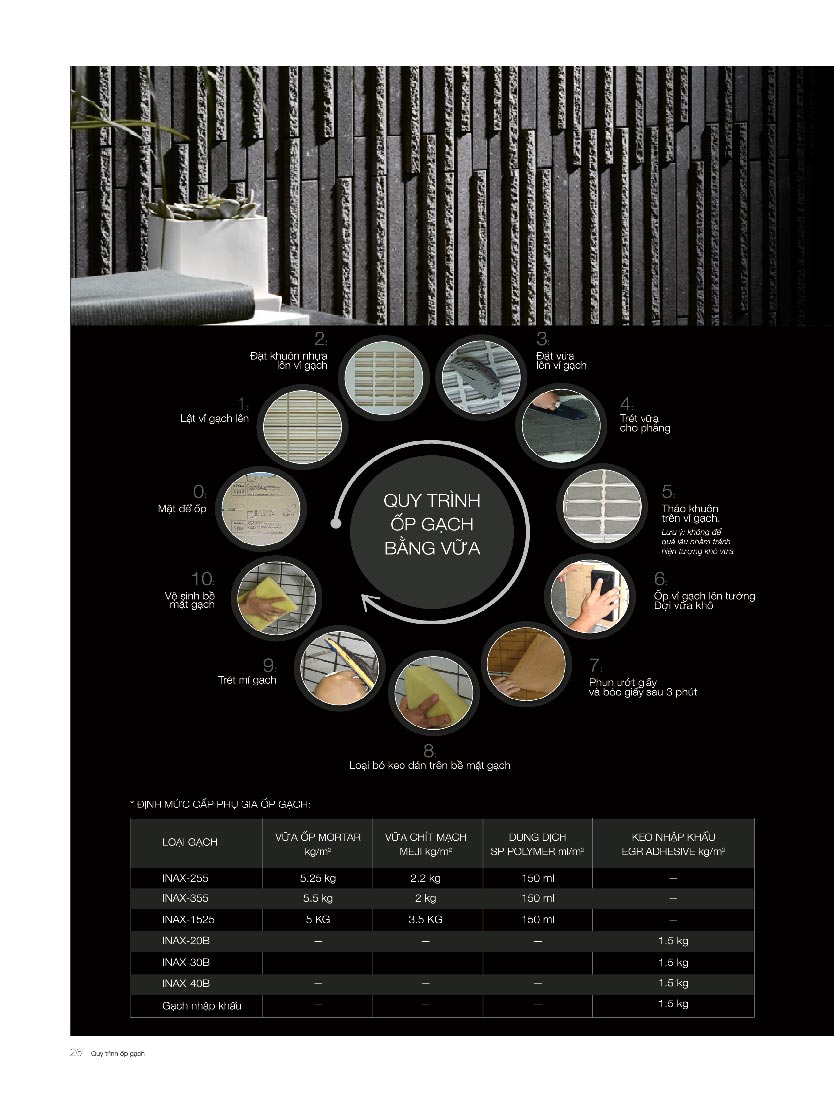 2:
Đặt khuôn nhựa
lên vỉ gạch
3:
Đặt vữa
lên vỉ gạch
1:
Lật vỉ gạch lên
4:
Trét vữa
cho phẳng
0:
Mặt để ốp
QUY TRÌNH
ỐP GẠCH
BẰNG VỮA
5:
Tháo khuôn
trên vỉ gạch.
Lưu ý: không để
quá lâu nhằm tránh
hiện tượng khô vữa
10:
Vệ sinh bề
mặt gạch
6:
Ốp vỉ gạch lên tường
Đợi vữa khô
9:
Trét mí gạch
7:
Phun ướt giấy
và bóc giấy sau 3 phút
8:
Loại bỏ keo dán trên bề mặt gạch
* ĐỊNH MỨC CẤP PHỤ GIA ỐP GẠCH:
LOẠI GẠCH
VỮA ỐP MORTAR
kg/m²
VỮA CHÍT MẠCH
MEJI kg/m²
DUNG DỊCH
SP POLYMER ml/m²
KEO NHẬP KHẨU
EGR ADHESIVE kg/m²
INAX-255 5.25 kg 2.2 kg 150 ml —
INAX-355 5.5 kg 2 kg 150 ml —
INAX-1525 5 KG 3.5 KG 150 ml —
INAX-20B — — — 1.5 kg
INAX 30B 1.5 kg
INAX 40B — — — 1.5 kg
Gạch nhập khẩu — — — 1.5 kg
26 Quy trình ốp gạch